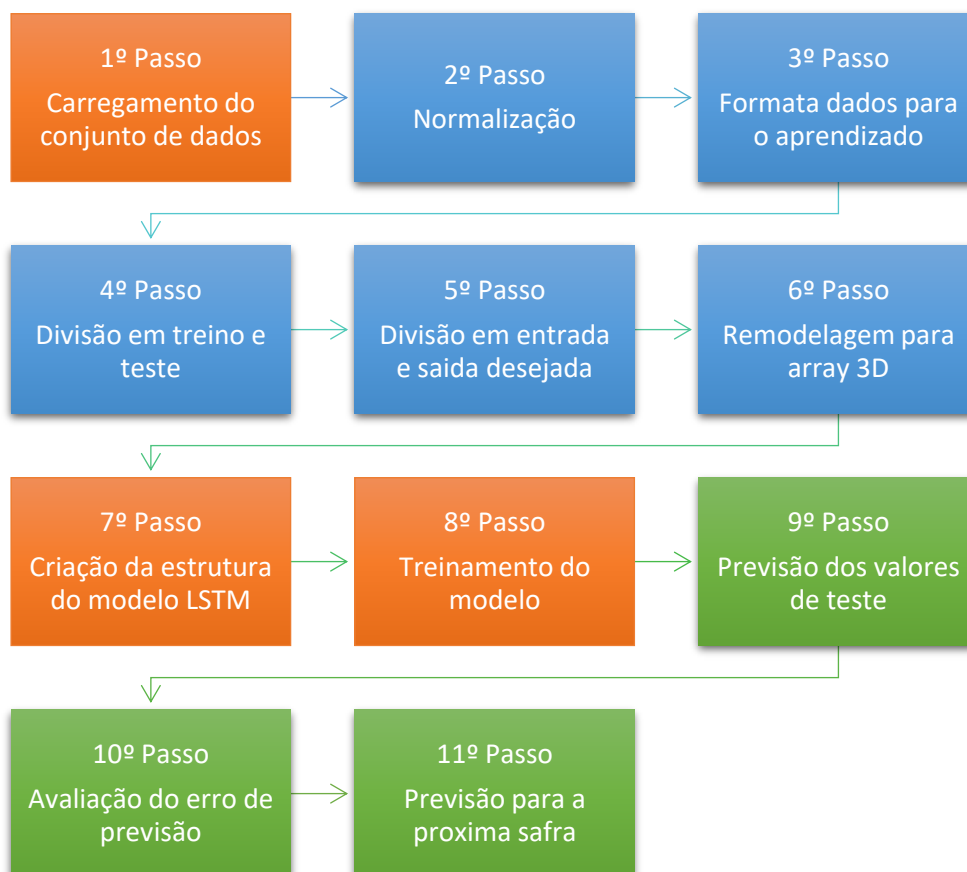 1º Passo
Carregamento do
conjunto de dados
2º Passo
Normalização
3º Passo
Formata dados para
o aprendizado
4º Passo
Divisão em treino e
teste
5º Passo
Divisão em entrada
e saida desejada
6º Passo
Remodelagem para
array 3D
7º Passo
Criação da estrutura
do modelo LSTM
8º Passo
Treinamento do
modelo
9º Passo
Previsão dos valores
de teste
10º Passo
Avaliação do erro de
previsão
11º Passo
Previsão para a
proxima safra